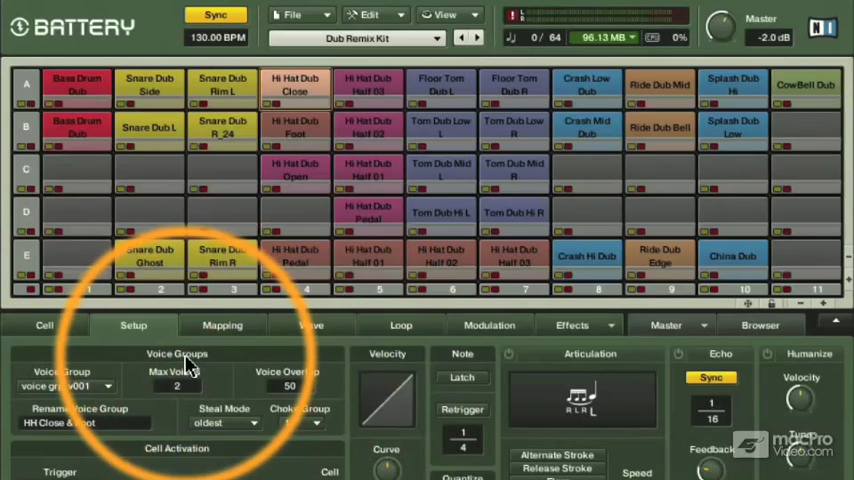 BATTERY
Sync
130.00 BPM
File
Edit
View
Dub Remix Kit
L
R
0 / 64
96.13 MB
CPU
0%
Master
-2.0dB
A
Bass Drum Dub
Snare Dub Side
Snare Dub Rim L
Hi Hat Dub Close
Hi Hat Dub Half 03
Floor Tom Dub L
Floor Tom Dub R
Crash Low Dub
Ride Dub Mid
Splash Dub Hi
CowBell Dub
B
Bass Drum Dub
Snare Dub L
Snare Dub R_24
Hi Hat Dub Foot
Hi Hat Dub Half 02
Tom Dub Low L
Tom Dub Low R
Crash Mid Dub
Ride Dub Bell
Splash Dub Low
C
Hi Hat Dub Open
Hi Hat Dub Half 01
Tom Dub Mid L
Tom Dub Mid R
D
Hi Hat Dub Pedal
Tom Dub Hi L
Tom Dub Hi R
E
Snare Dub Ghost
Snare Dub Rim R
Hi Hat Dub Pedal
Hi Hat Dub Half 01
Hi Hat Dub Half 02
Hi Hat Dub Half 03
Crash Hi Dub
Ride Dub Edge
China Dub
1 2 3 4 5 6 7 8 9 10 11
Cell
Setup
Mapping
Wave
Loop
Modulation
Effects
Master
Browser
Voice Groups
Voice Group
Max
2
Voice Overlap
50
Rename Voice Group
Steal Mode
oldest
Choke Group
Cell Activation
Trigger
Cell
Velocity
Curve
Note
Latch
Retrigger
1
4
Quantize
Articulation
R L R L
Alternate Stroke
Release Stroke
Speed
Echo
Sync
1
16
Feedback
Humanize
Velocity
macPro
Video.com